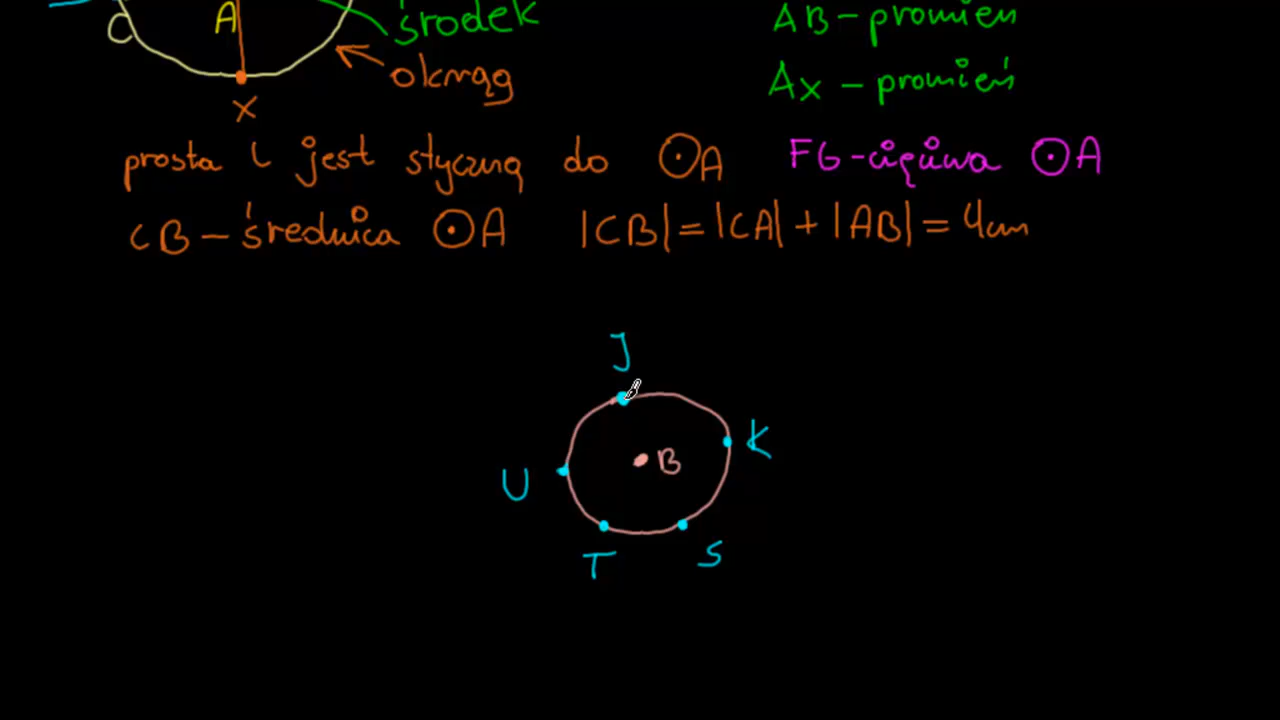 A środek AB - promień
C okrąg
X Ax - promień
prosta l jest styczną do ⊙A FG - cięciwa ⊙A
CB - średnica ⊙A |CB| = |CA| + |AB| = 4cm
J
B K
U
T S